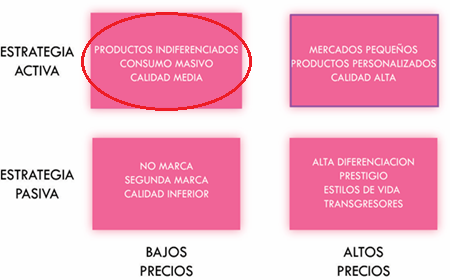 ESTRATEGIA
ACTIVA
PRODUCTOS INDIFERENCIADOS
CONSUMO MASIVO
CALIDAD MEDIA
MERCADOS PEQUEÑOS
PRODUCTOS PERSONALIZADOS
CALIDAD ALTA
ESTRATEGIA
PASIVA
NO MARCA
SEGUNDA MARCA
CALIDAD INFERIOR
ALTA DIFERENCIACION
PRESTIGIO
ESTILOS DE VIDA
TRANSGRESORES
BAJOS
PRECIOS
ALTOS
PRECIOS